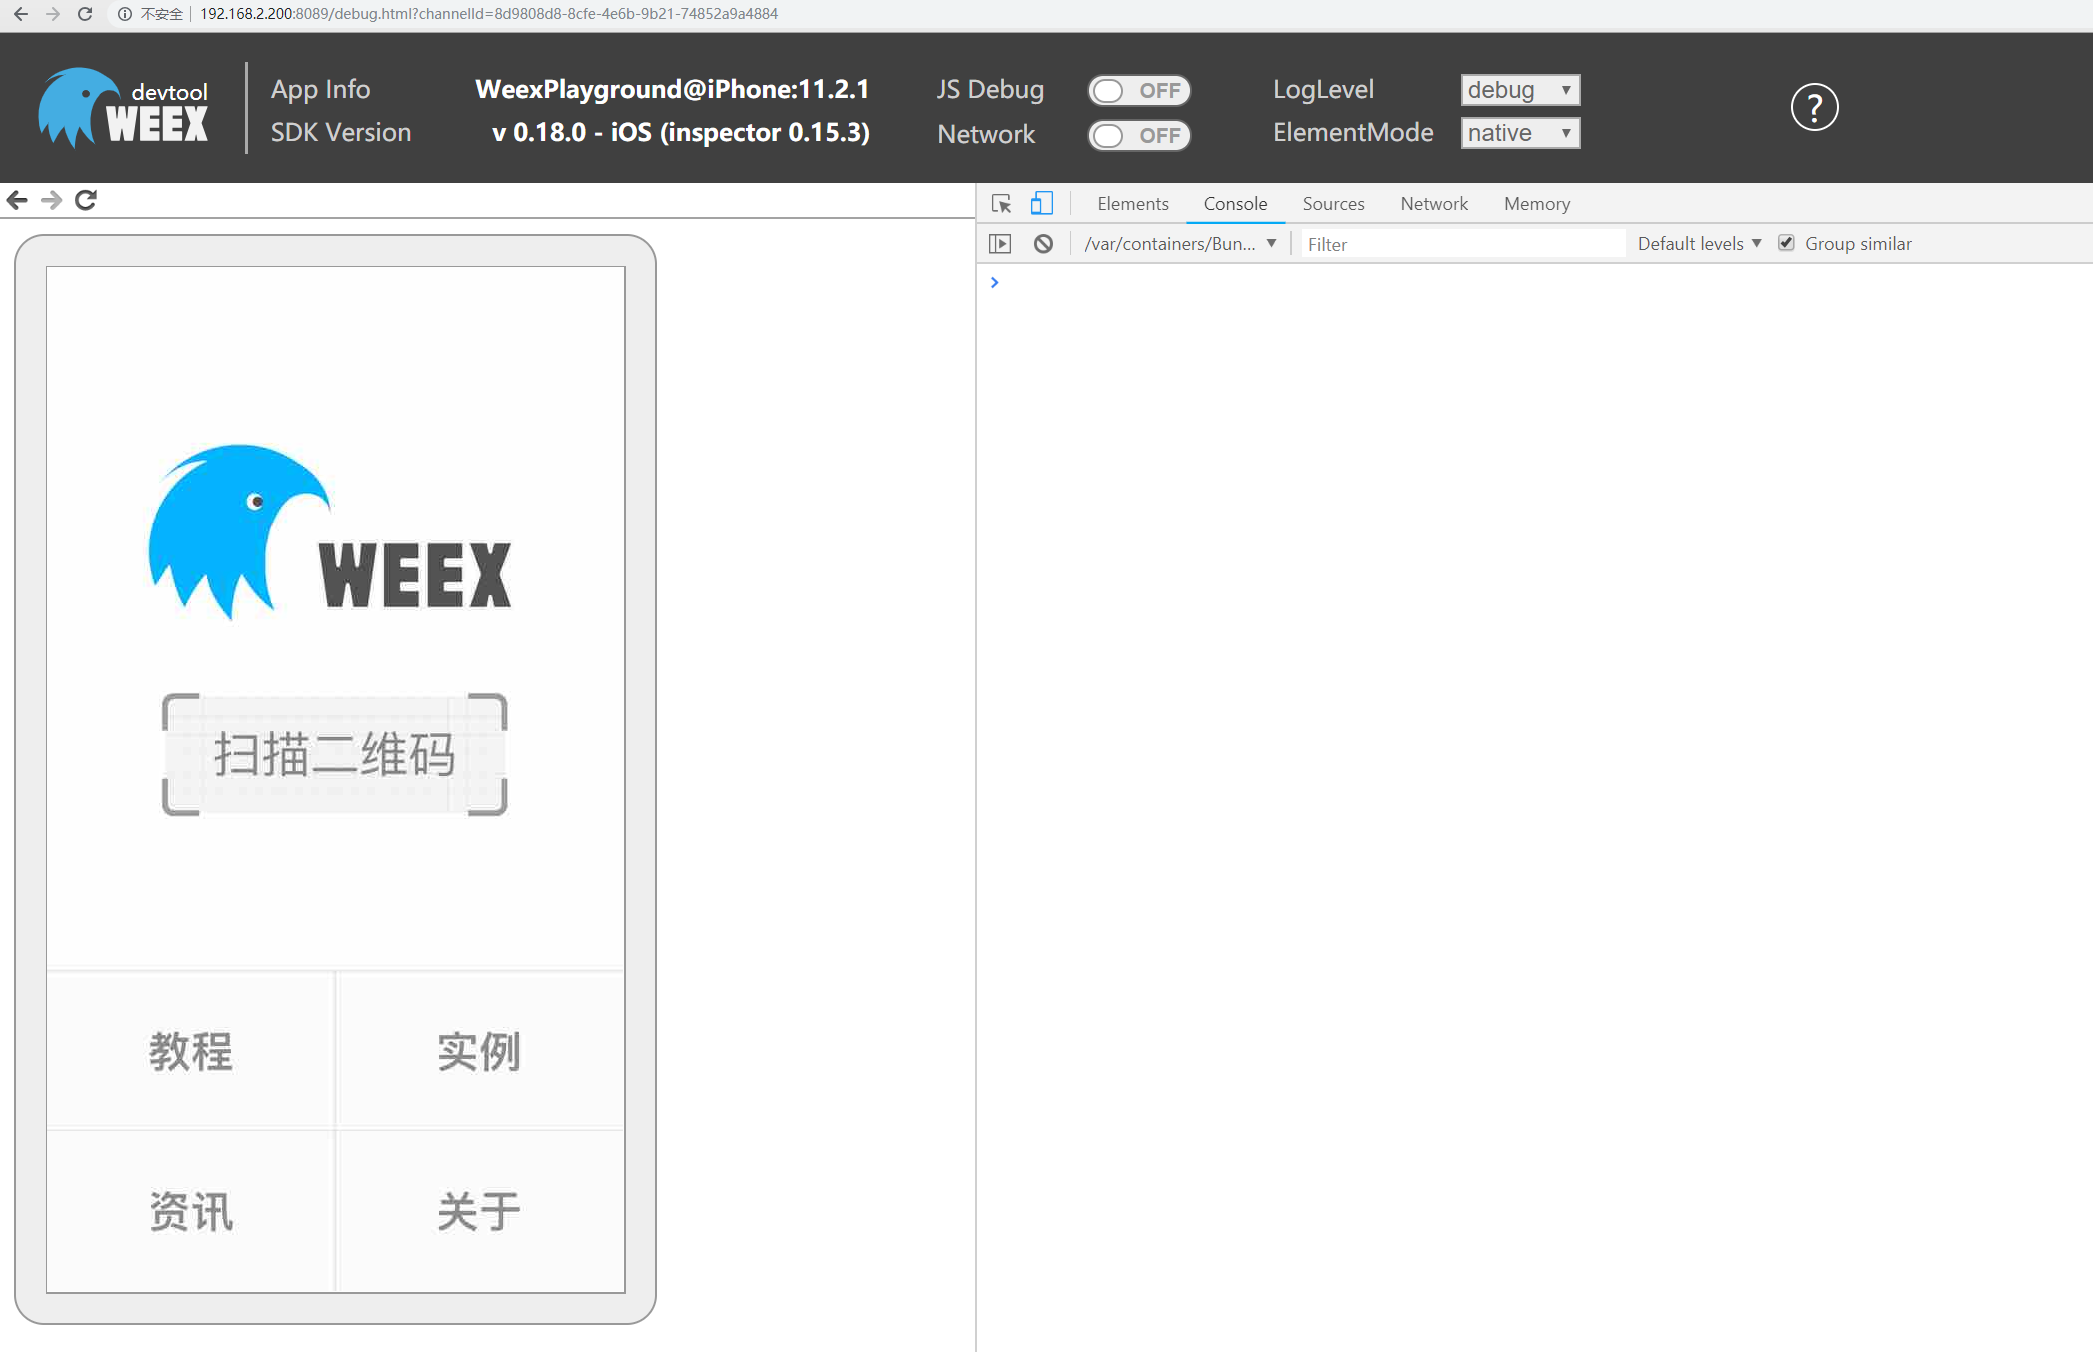 不安全 192.168.2.200:8089/debug.html?channelId=8d9808d8-8cfe-4e6b-9b21-74852a9a4884
devtool
WEEX
App Info WeexPlayground@iPhone:11.2.1
SDK Version v 0.18.0 - iOS (inspector 0.15.3)
JS Debug OFF
Network OFF
LogLevel debug
ElementMode native
?
Elements Console Sources Network Memory
/var/containers/Bun... Filter Default levels Group similar
WEEX
扫描二维码
教程 实例
资讯 关于